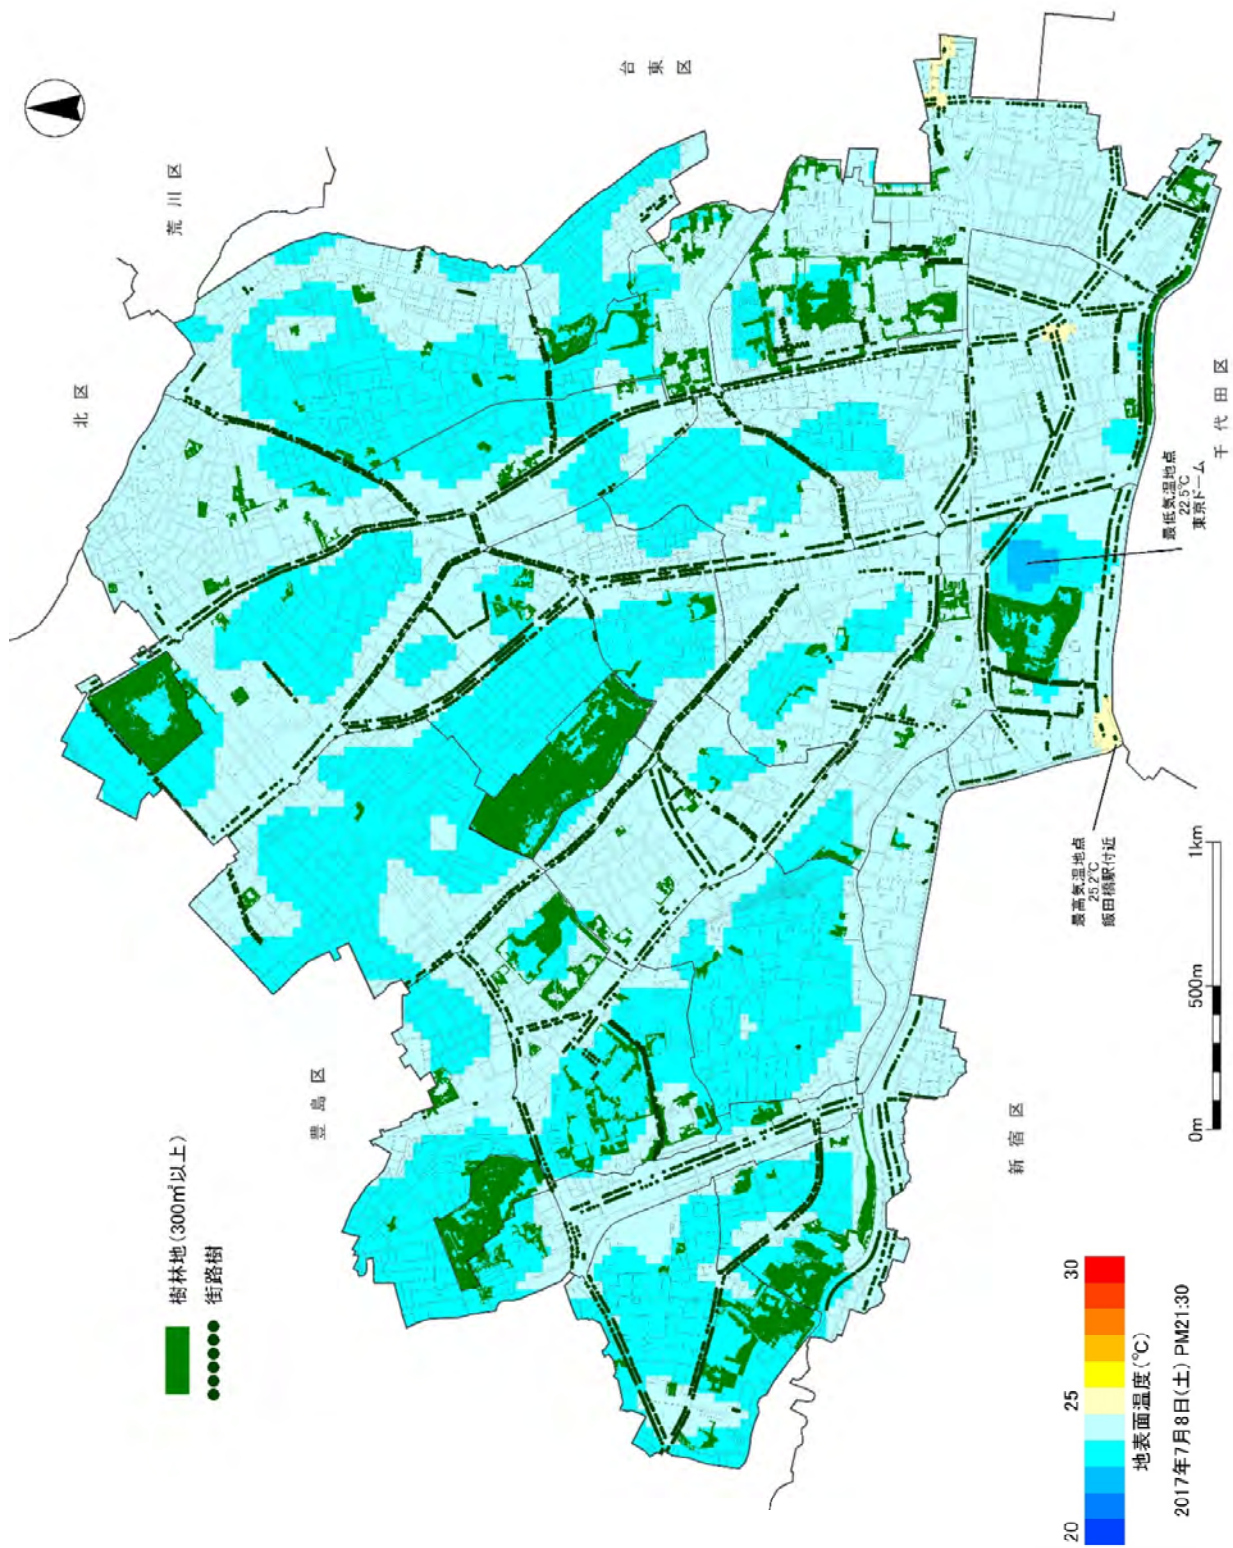 樹林地(300㎡以上)
街路樹
北 区
荒 川 区
台 東 区
豊 島 区
新 宿 区
千 代 田 区
最低気温地点
22.5℃
東京ドーム
最高気温地点
25.2℃
飯田橋駅付近
20 25 30
地表面温度(℃)
2017年7月8日(土) PM21:30
0m 500m 1km